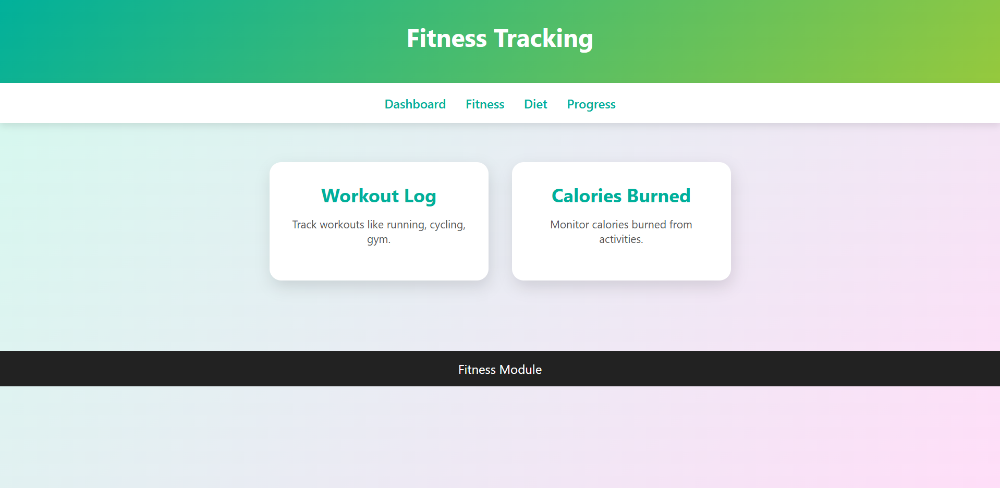 Fitness Tracking
Dashboard Fitness Diet Progress
Workout Log
Track workouts like running, cycling,
gym.
Calories Burned
Monitor calories burned from
activities.
Fitness Module